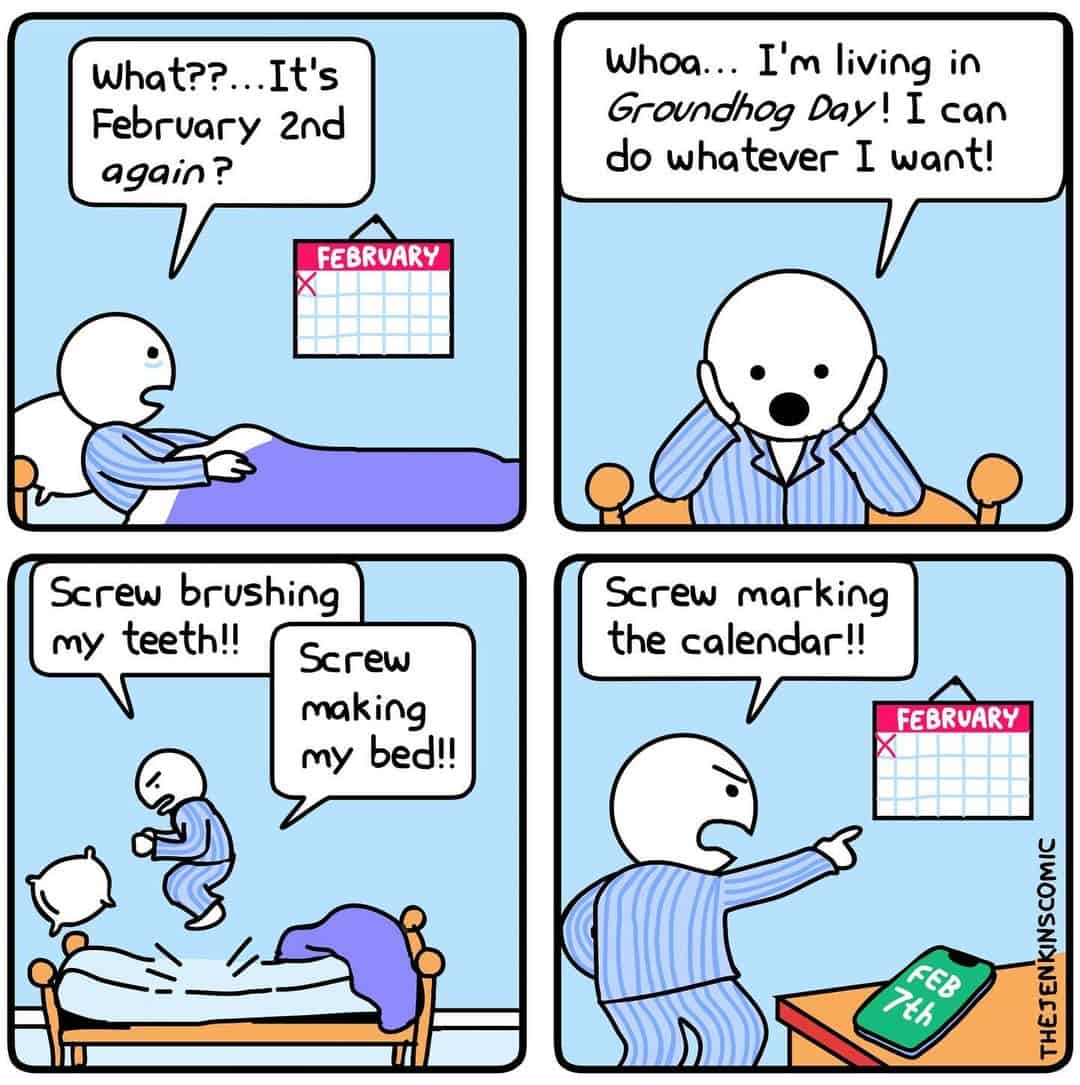 What??...It's
February 2nd
again?
FEBRUARY
Whoa... I'm living in
Groundhog Day! I can
do whatever I want!
Screw brushing
my teeth!!
Screw
making
my bed!!
Screw marking
the calendar!!
FEBRUARY
FEB
7th
THEJENKINSCOMIC